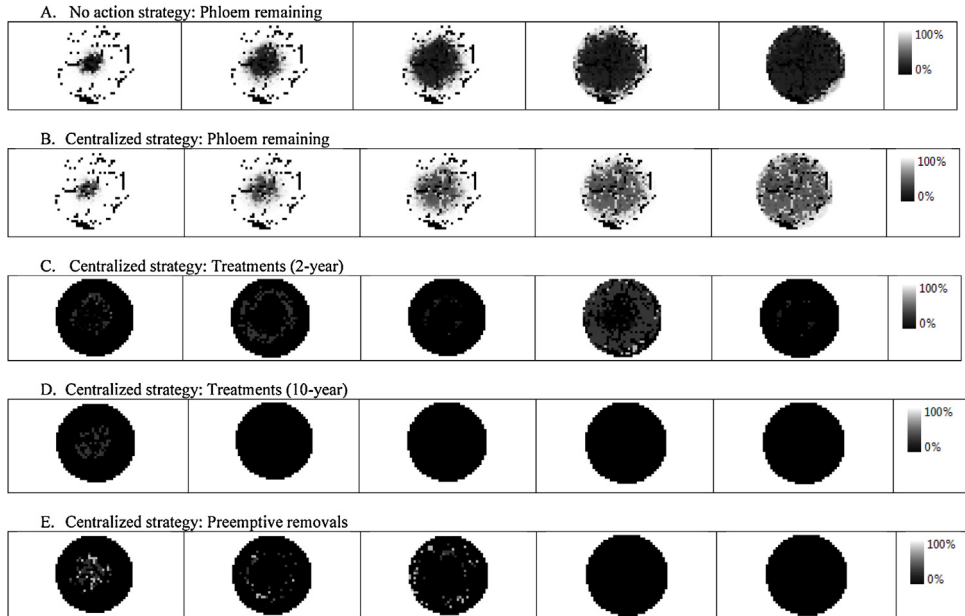 A. No action strategy: Phloem remaining
100%
0%
B. Centralized strategy: Phloem remaining
100%
0%
C. Centralized strategy: Treatments (2-year)
100%
0%
D. Centralized strategy: Treatments (10-year)
100%
0%
E. Centralized strategy: Preemptive removals
100%
0%